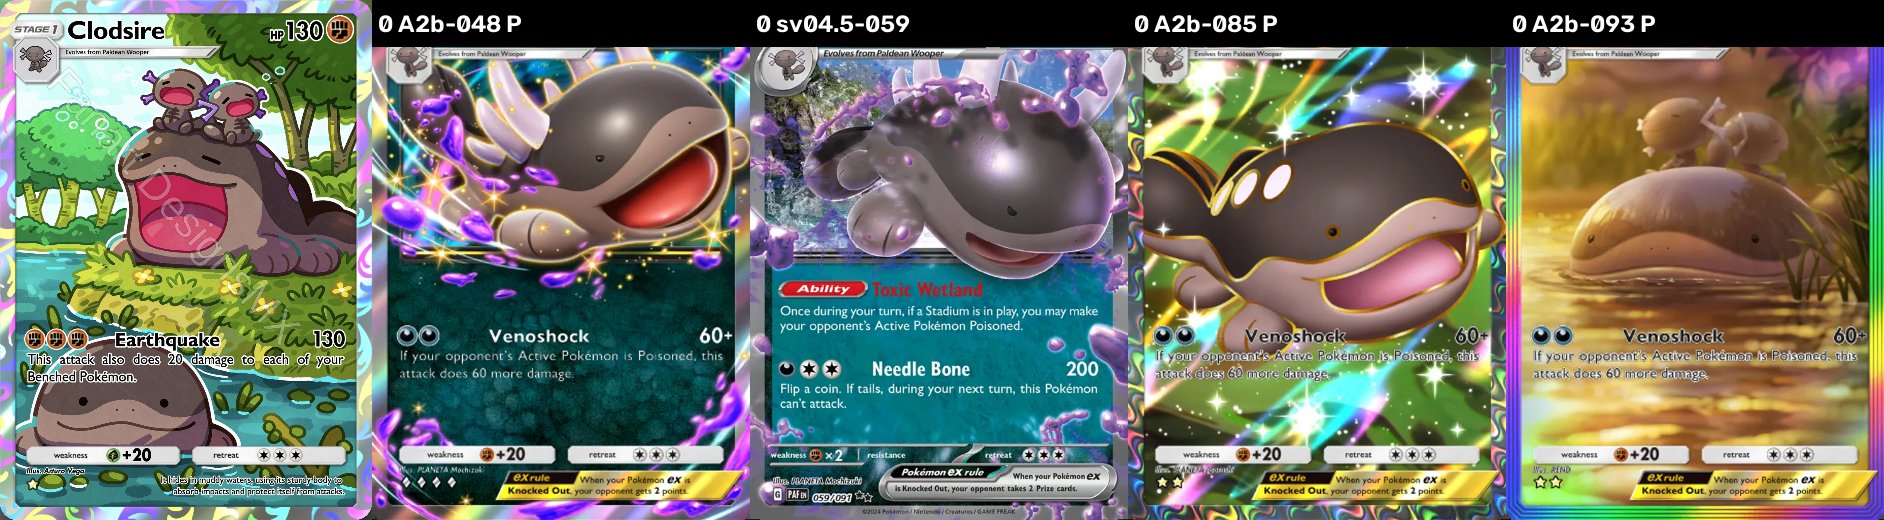 STAGE 1
Clodsire
HP 130
Evolves from Paldean Wooper
Earthquake 130
This attack also does 20 damage to each of your
Benched Pokémon.
weakness +20 retreat
Illus. Asturo Vega
It hides in muddy waters, using its sturdy body to
absorb impacts and protect itself from attacks.
0 A2b-048 P
Evolves from Paldean Wooper
Venoshock 60+
If your opponent's Active Pokémon is Poisoned, this
attack does 60 more damage.
weakness +20 retreat
Illus. PLANETA Mochizuki
ex rule When your Pokémon ex is
Knocked Out, your opponent gets 2 points.
0 sv04.5-059
Evolves from Paldean Wooper
Ability Toxic Wetland
Once during your turn, if a Stadium is in play, you may make
your opponent's Active Pokémon Poisoned.
Needle Bone 200
Flip a coin. If tails, during your next turn, this Pokémon
can't attack.
weakness ×2 resistance retreat
Illus. PLANETA Mochizuki
G PAF EN 059/091
Pokémon ex rule When your Pokémon ex
is Knocked Out, your opponent takes 2 Prize cards.
©2024 Pokémon / Nintendo / Creatures / GAME FREAK
0 A2b-085 P
Evolves from Paldean Wooper
Venoshock 60+
If your opponent's Active Pokémon is Poisoned, this
attack does 60 more damage.
weakness +20 retreat
ex rule When your Pokémon ex is
Knocked Out, your opponent gets 2 points.
0 A2b-093 P
Evolves from Paldean Wooper
Venoshock 60+
If your opponent's Active Pokémon is Poisoned, this
attack does 60 more damage.
weakness +20 retreat
ex rule When your Pokémon ex is
Knocked Out, your opponent gets 2 points.